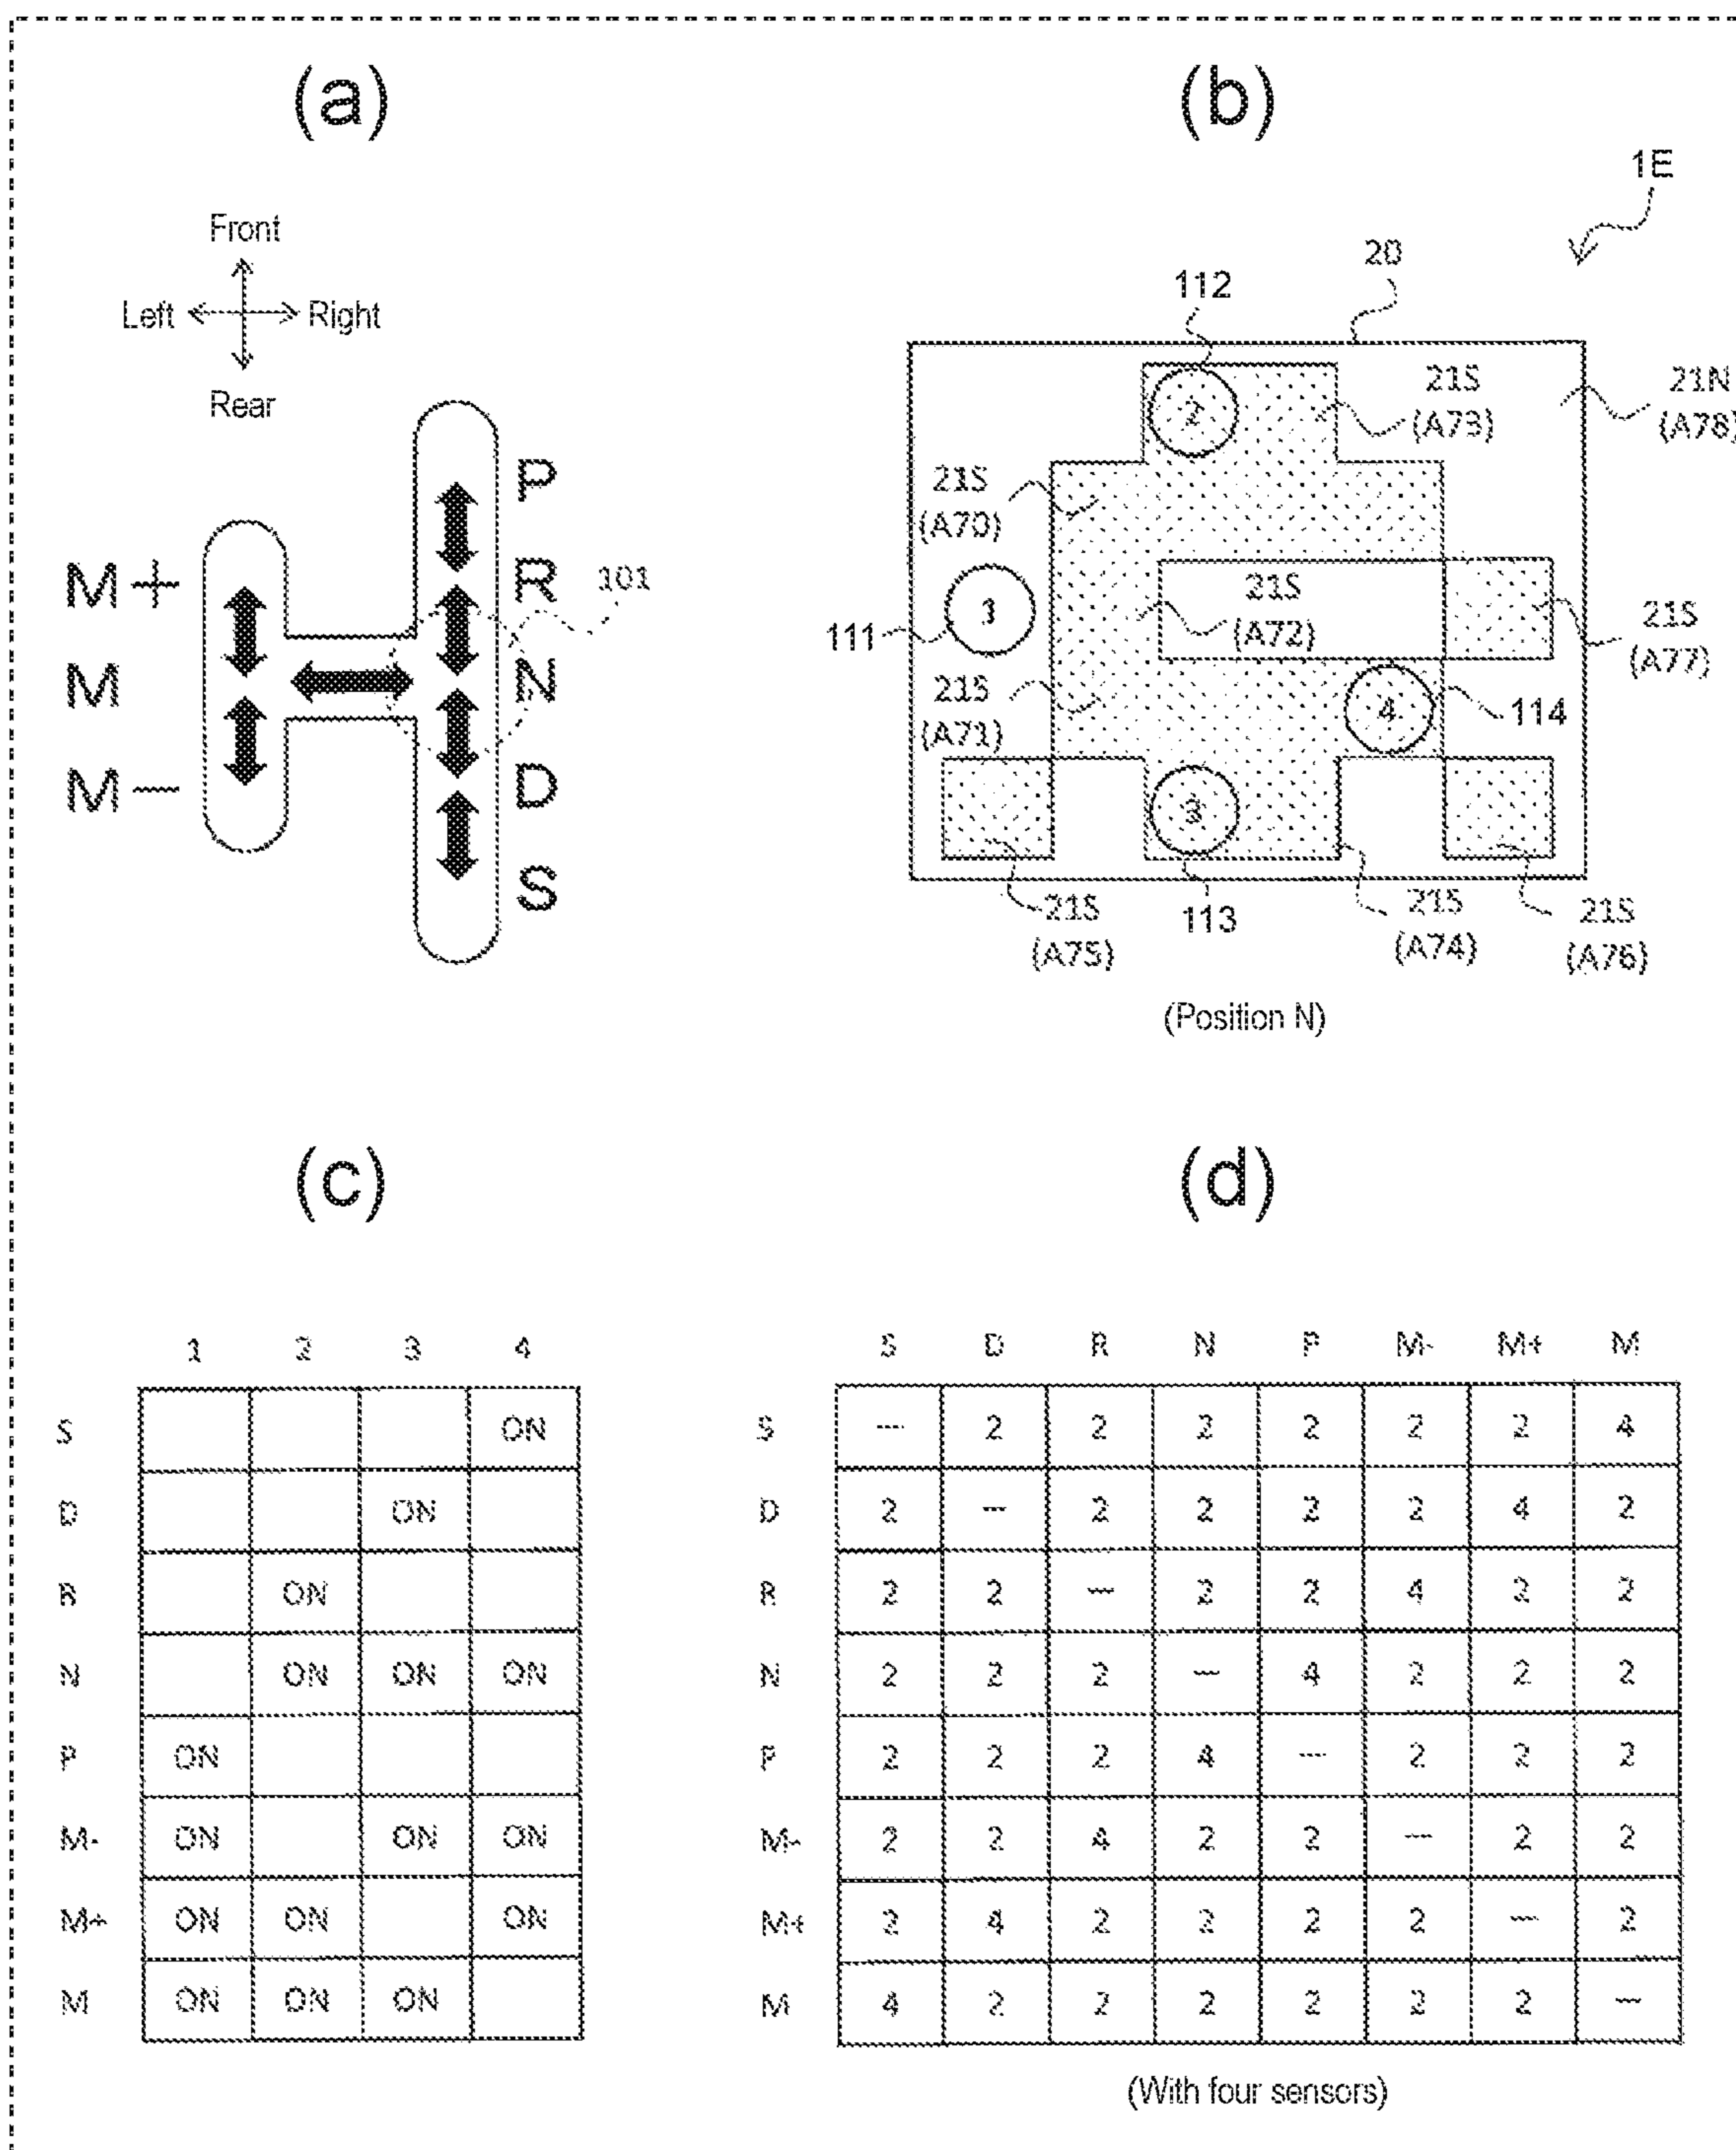 (a)
Front
Left
Right
Rear
P
R
N
D
S
M+
M
M−
101
(b)
1E
20
112
2
21S
(A73)
21N
(A78)
21S
(A70)
3
111
21S
(A72)
21S
(A77)
21S
(A71)
4
114
3
113
21S
(A75)
21S
(A74)
21S
(A76)
(Position N)
(c)
1 2 3 4
S ON
D ON
R ON
N ON ON ON
P ON
M- ON ON ON
M+ ON ON ON
M ON ON ON
(d)
S D R N P M- M+ M
S — 2 2 2 2 2 2 4
D 2 — 2 2 2 2 4 2
R 2 2 — 2 2 4 2 2
N 2 2 2 — 4 2 2 2
P 2 2 2 4 — 2 2 2
M- 2 2 4 2 2 — 2 2
M+ 2 4 2 2 2 2 — 2
M 4 2 2 2 2 2 2 —
(With four sensors)